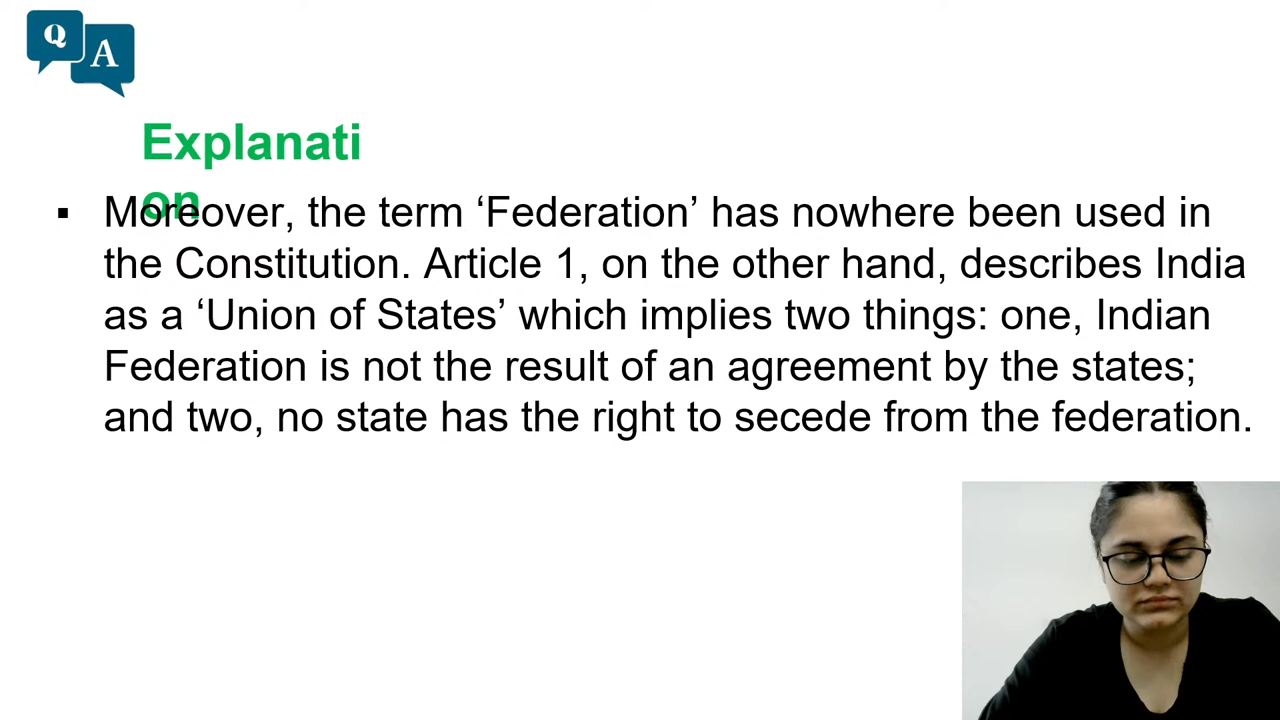 Q
A
Explanati
on
▪ Moreover, the term ‘Federation’ has nowhere been used in
the Constitution. Article 1, on the other hand, describes India
as a ‘Union of States’ which implies two things: one, Indian
Federation is not the result of an agreement by the states;
and two, no state has the right to secede from the federation.